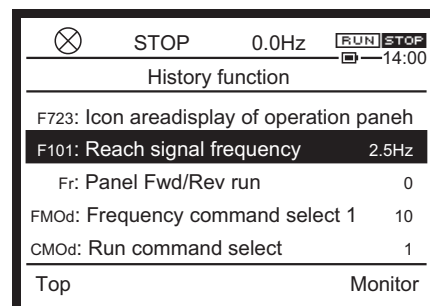 STOP 0.0Hz RUN STOP
14:00
History function
F723: Icon areadisplay of operation paneh
F101: Reach signal frequency 2.5Hz
Fr: Panel Fwd/Rev run 0
FMOd: Frequency command select 1 10
CMOd: Run command select 1
Top Monitor